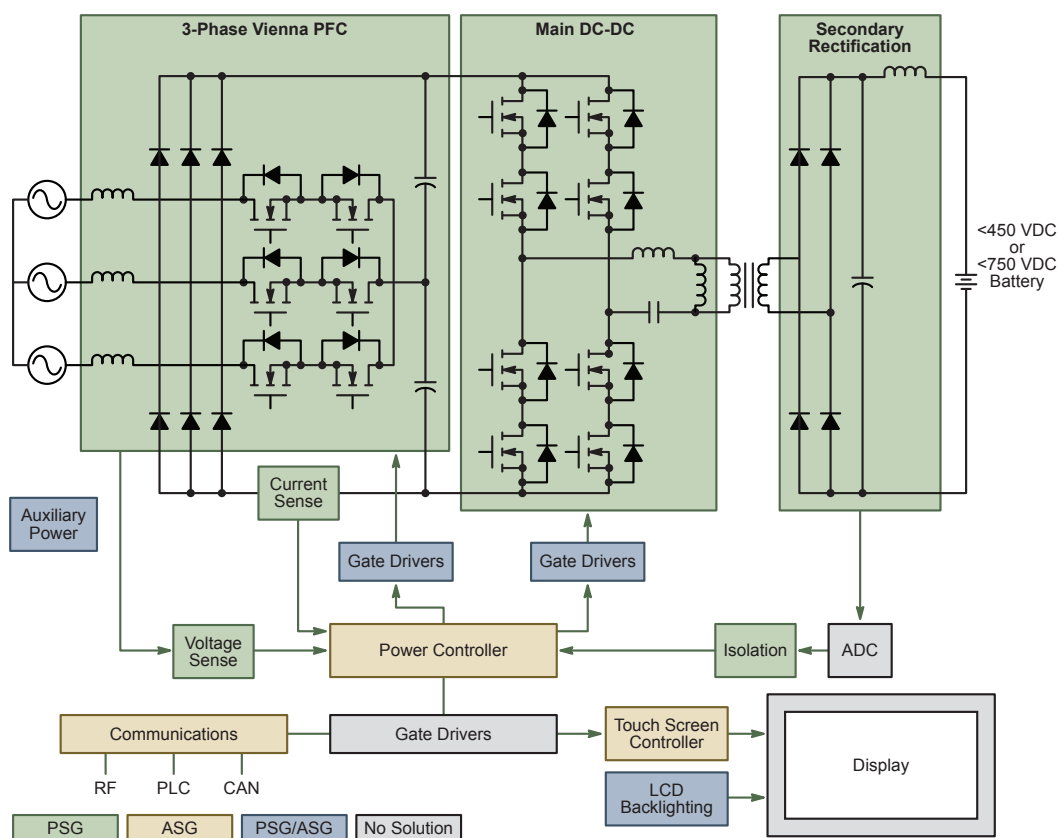 3-Phase Vienna PFC
Main DC-DC
Secondary
Rectification
<450 VDC
or
<750 VDC
Battery
Current
Sense
Auxiliary
Power
Gate Drivers
Gate Drivers
Voltage
Sense
Power Controller
Isolation
ADC
Communications
Gate Drivers
Touch Screen
Controller
Display
RF
PLC
CAN
LCD
Backlighting
PSG
ASG
PSG/ASG
No Solution